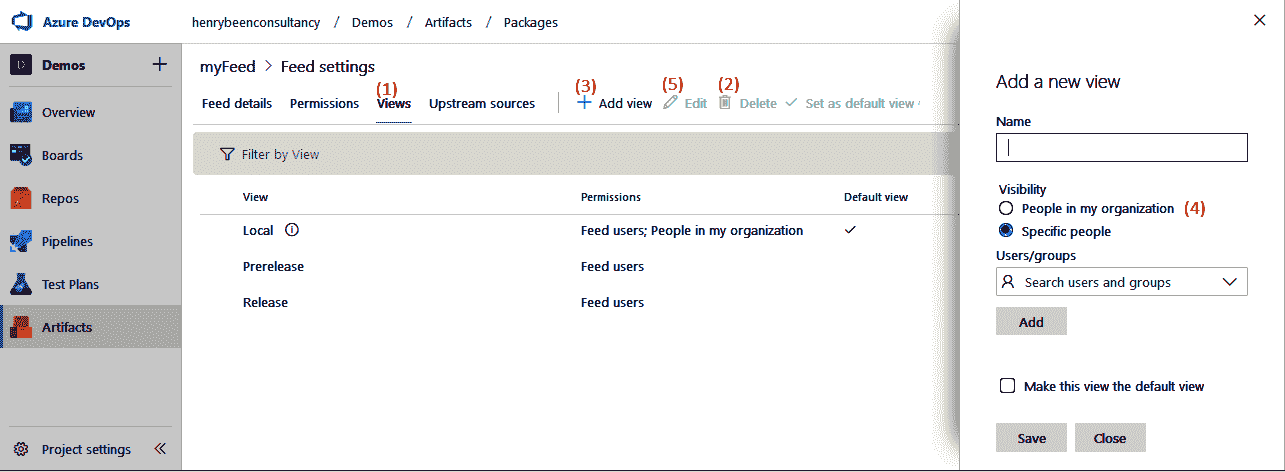 Azure DevOps
henrybeenconsultancy / Demos / Artifacts / Packages
D Demos
Overview
Boards
Repos
Pipelines
Test Plans
Artifacts
Project settings
myFeed > Feed settings
(1) (3) (5) (2)
Feed details Permissions Views Upstream sources + Add view Edit Delete Set as default view
Filter by View
View Permissions Default view
Local Feed users; People in my organization
Prerelease Feed users
Release Feed users
Add a new view
Name
Visibility
People in my organization (4)
Specific people
Users/groups
Search users and groups
Add
Make this view the default view
Save Close